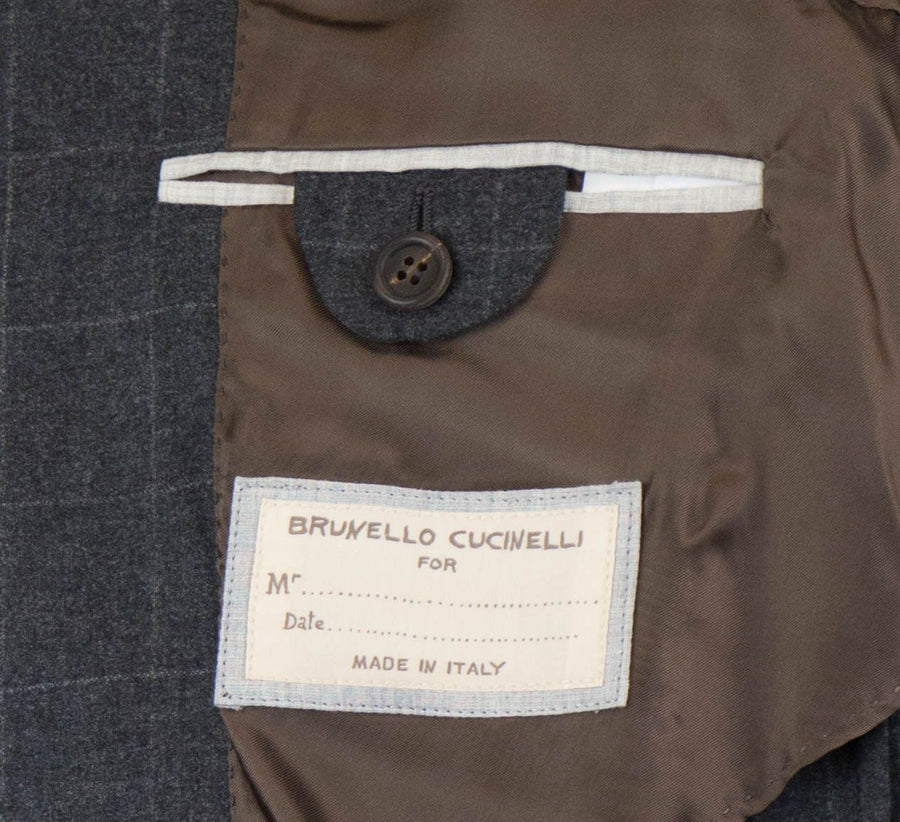 BRUNELLO CUCINELLI
FOR
Mr..............................................
Date........................................
MADE IN ITALY